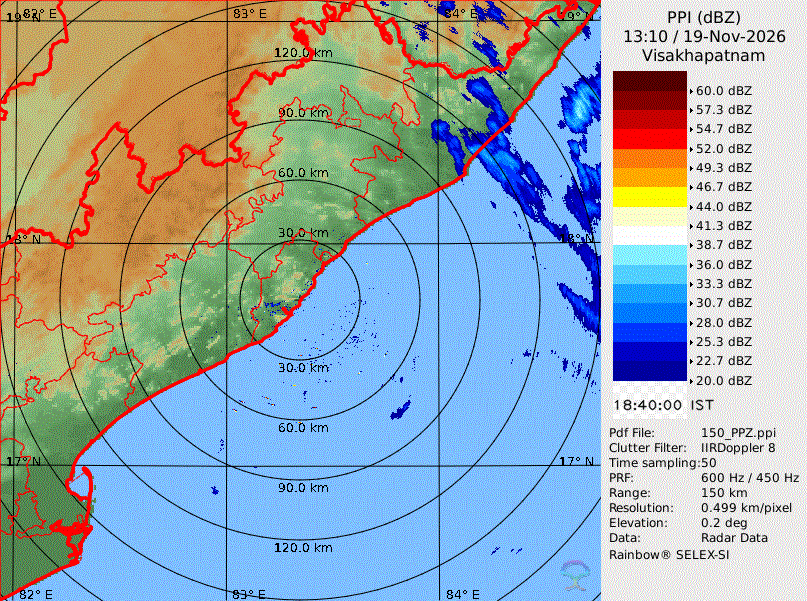 82° E 83° E 84° E
19° N 19° N
120.0 km
90.0 km
60.0 km
30.0 km
18° N 18° N
30.0 km
60.0 km
17° N 17° N
90.0 km
120.0 km
82° E 83° E 84° E
PPI (dBZ)
13:10 / 19-Nov-2026
Visakhapatnam
60.0 dBZ
57.3 dBZ
54.7 dBZ
52.0 dBZ
49.3 dBZ
46.7 dBZ
44.0 dBZ
41.3 dBZ
38.7 dBZ
36.0 dBZ
33.3 dBZ
30.7 dBZ
28.0 dBZ
25.3 dBZ
22.7 dBZ
20.0 dBZ
18:40:00 IST
Pdf File: 150_PPZ.ppi
Clutter Filter: IIRDoppler 8
Time sampling:50
PRF: 600 Hz / 450 Hz
Range: 150 km
Resolution: 0.499 km/pixel
Elevation: 0.2 deg
Data: Radar Data
Rainbow® SELEX-SI